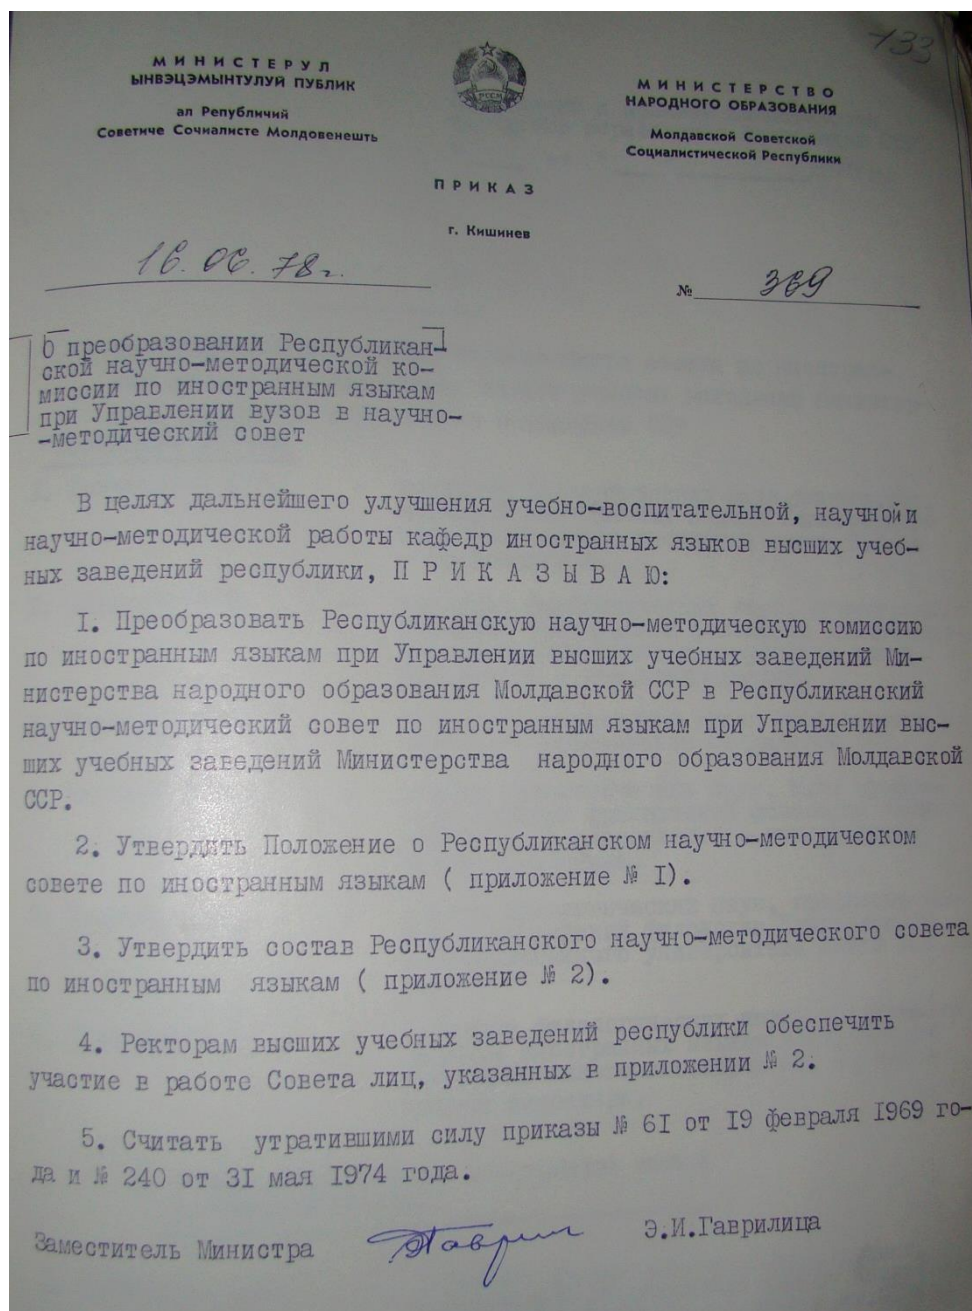 133
МИНИСТЕРУЛ
ЫНВЭЦЭМЫНТУЛУЙ ПУБЛИК
ал Републичий
Советиче Сочиалисте Молдовенешть
РССМ
МИНИСТЕРСТВО
НАРОДНОГО ОБРАЗОВАНИЯ
Молдавской Советской
Социалистической Республики
ПРИКАЗ
г. Кишинев
16.06.78г.
№ 369
О преобразовании Республикан-
ской научно-методической ко-
миссии по иностранным языкам
при Управлении вузов в научно-
-методический совет
В целях дальнейшего улучшения учебно-воспитательной, научной и
научно-методической работы кафедр иностранных языков высших учеб-
ных заведений республики, П Р И К А З Ы В А Ю:
I. Преобразовать Республиканскую научно-методическую комиссию
по иностранным языкам при Управлении высших учебных заведений Ми-
нистерства народного образования Молдавской ССР в Республиканский
научно-методический совет по иностранным языкам при Управлении выс-
ших учебных заведений Министерства народного образования Молдавской
ССР.
2. Утвердить Положение о Республиканском научно-методическом
совете по иностранным языкам ( приложение № I).
3. Утвердить состав Республиканского научно-методического совета
по иностранным языкам ( приложение № 2).
4. Ректорам высших учебных заведений республики обеспечить
участие в работе Совета лиц, указанных в приложении № 2.
5. Считать утратившими силу приказы № 6I от I9 февраля I969 го-
да и № 240 от 3I мая I974 года.
Заместитель Министра
Э.И.Гаврилица